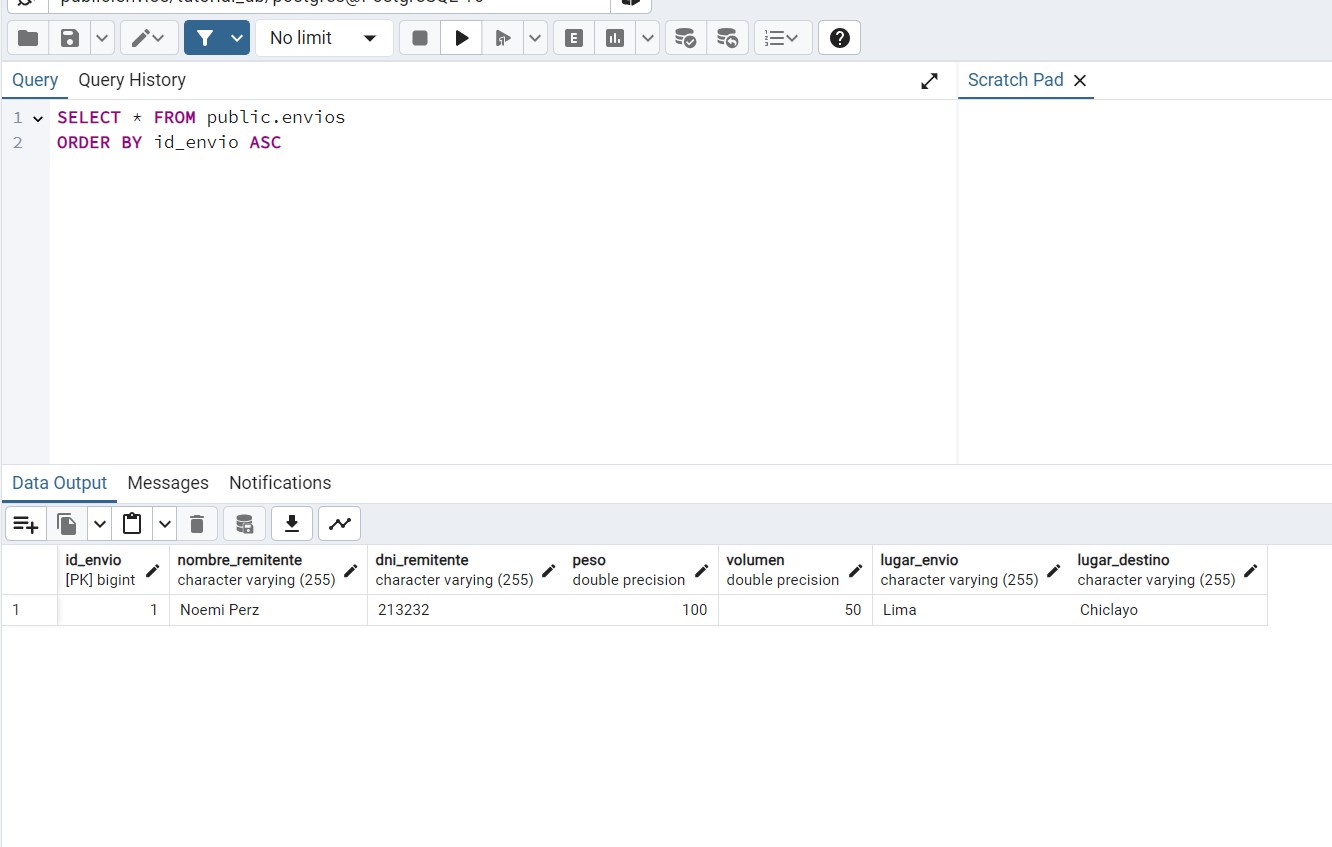 No limit
E
Query
Query History
Scratch Pad
1 SELECT * FROM public.envios
2 ORDER BY id_envio ASC
Data Output
Messages
Notifications
id_envio
[PK] bigint
nombre_remitente
character varying (255)
dni_remitente
character varying (255)
peso
double precision
volumen
double precision
lugar_envio
character varying (255)
lugar_destino
character varying (255)
1
1
Noemi Perz
213232
100
50
Lima
Chiclayo